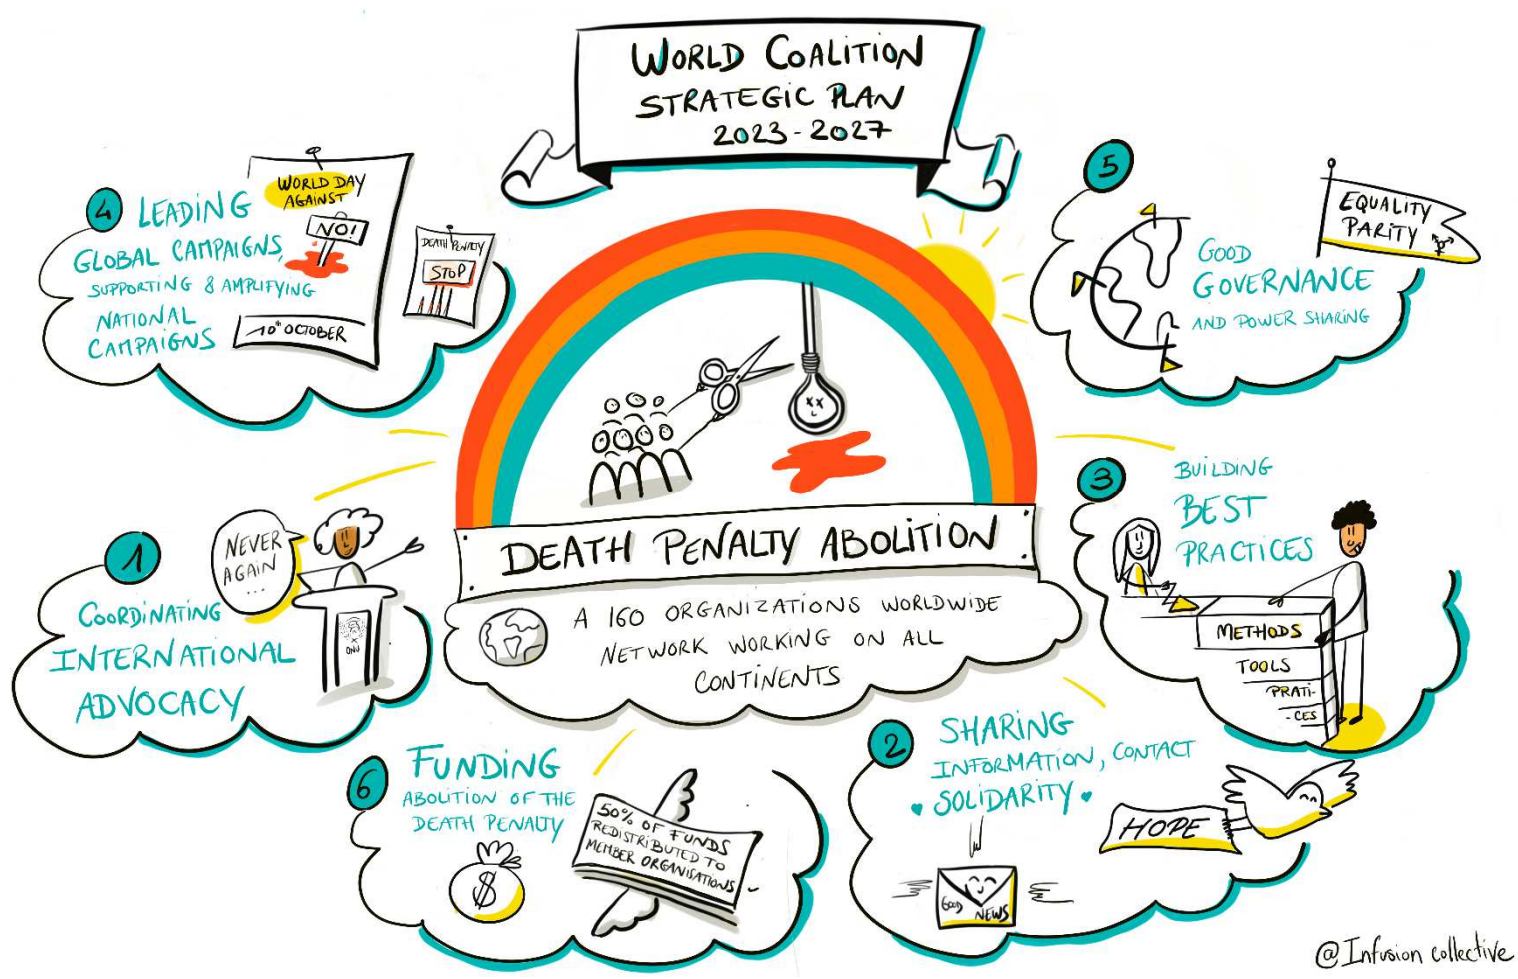 WORLD COALITION
STRATEGIC PLAN
2023-2027
4
LEADING
GLOBAL CAMPAIGNS,
SUPPORTING & AMPLIFYING
NATIONAL
CAMPAIGNS
WORLD DAY
AGAINST
NO!
10th OCTOBER
DEATH PENALTY
STOP
5
GOOD
GOVERNANCE
AND POWER SHARING
EQUALITY
PARITY
DEATH PENALTY ABOLITION
A 160 ORGANIZATIONS WORLDWIDE
NETWORK WORKING ON ALL
CONTINENTS
1
COORDINATING
INTERNATIONAL
ADVOCACY
NEVER
AGAIN
...
ONU
3
BUILDING
BEST
PRACTICES
METHODS
TOOLS
PRATI-
-CES
6
FUNDING
ABOLITION OF THE
DEATH PENALTY
$
50% OF FUNDS
REDISTRIBUTED TO
MEMBER ORGANISATIONS
2
SHARING
INFORMATION, CONTACT
SOLIDARITY
HOPE
GOOD NEWS
@Infusion collective